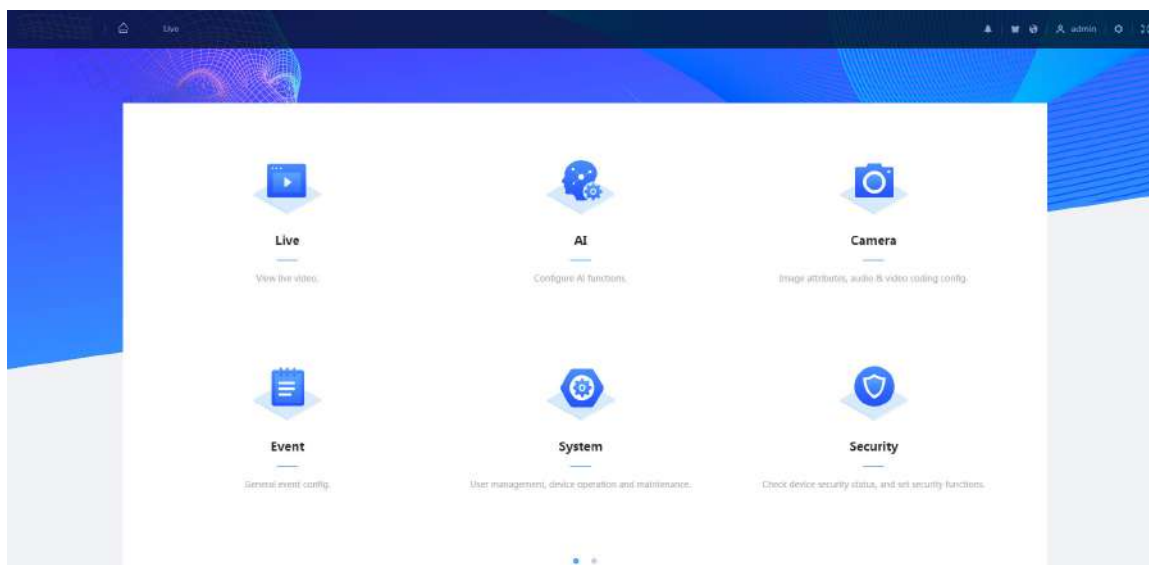 Live
admin
Live
View live video.
AI
Configure AI functions.
Camera
Image attributes, audio & video coding config.
Event
General event config.
System
User management, device operation and maintenance.
Security
Check device security status, and set security functions.